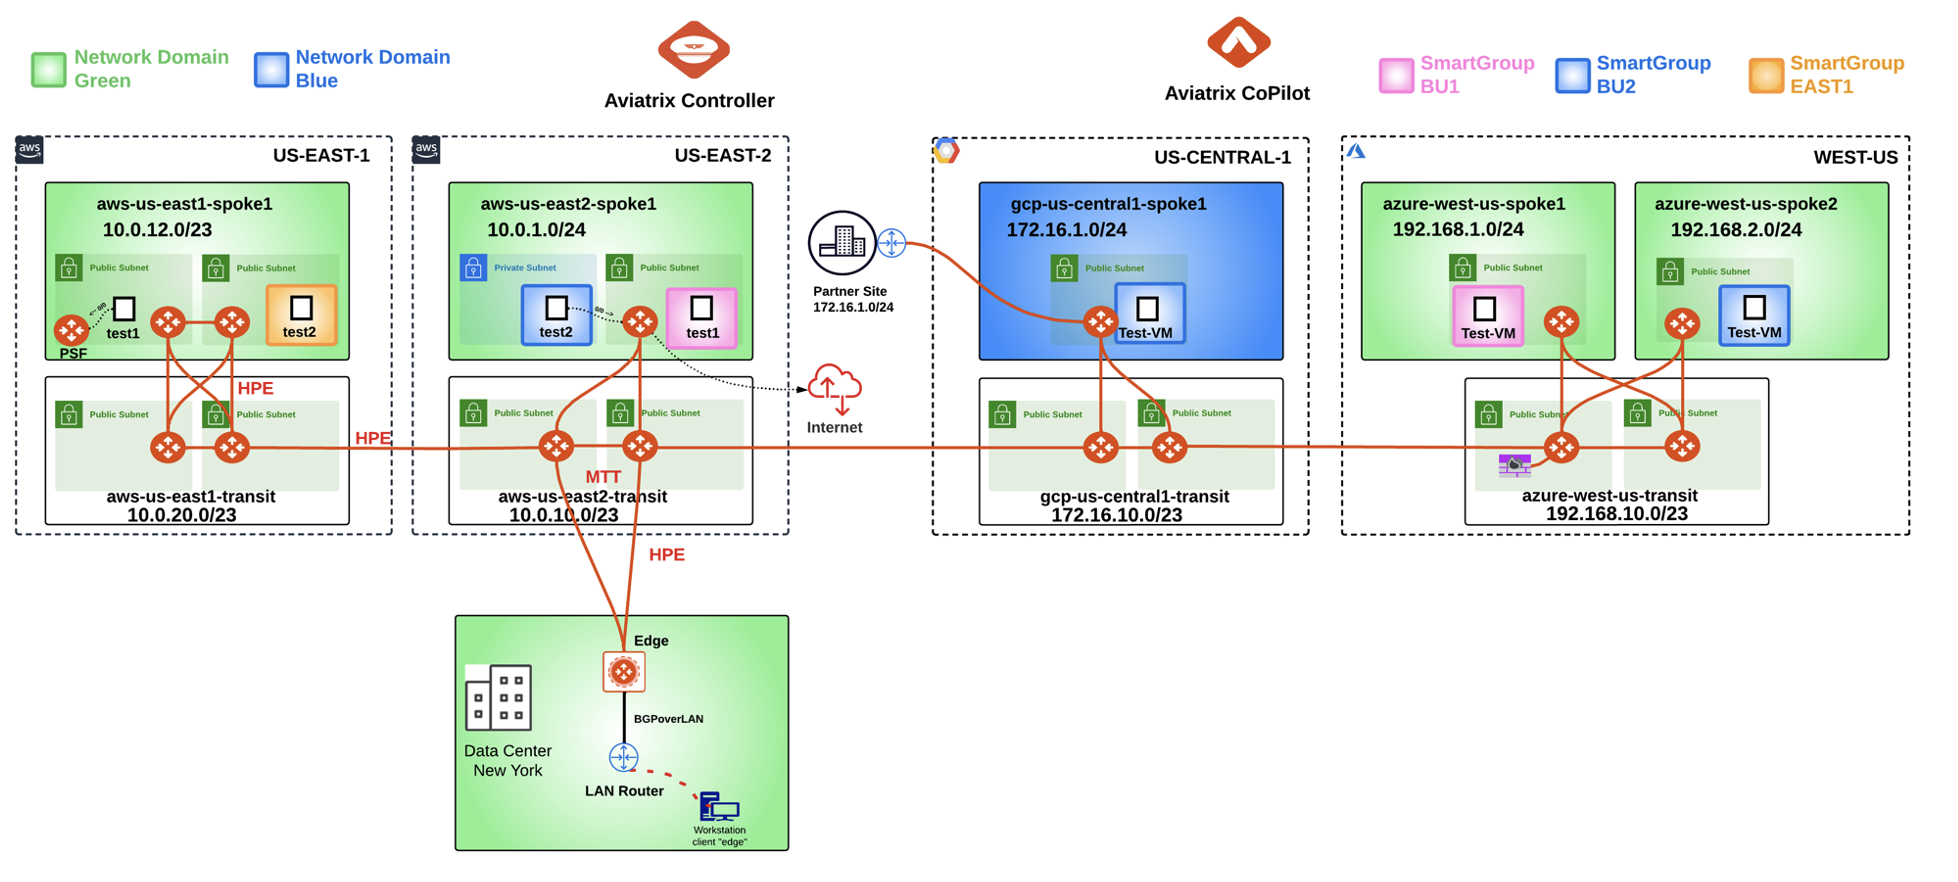 Network Domain
Green
Network Domain
Blue
Aviatrix Controller
Aviatrix CoPilot
SmartGroup
BU1
SmartGroup
BU2
SmartGroup
EAST1
aws
US-EAST-1
aws-us-east1-spoke1
10.0.12.0/23
Public Subnet
Public Subnet
0/0
test1
test2
PSF
HPE
Public Subnet
Public Subnet
aws-us-east1-transit
10.0.20.0/23
HPE
aws
US-EAST-2
aws-us-east2-spoke1
10.0.1.0/24
Private Subnet
Public Subnet
0/0
test2
test1
Public Subnet
Public Subnet
MTT
aws-us-east2-transit
10.0.10.0/23
HPE
Partner Site
172.16.1.0/24
Internet
US-CENTRAL-1
gcp-us-central1-spoke1
172.16.1.0/24
Public Subnet
Test-VM
Public Subnet
Public Subnet
gcp-us-central1-transit
172.16.10.0/23
WEST-US
azure-west-us-spoke1
192.168.1.0/24
Public Subnet
Test-VM
azure-west-us-spoke2
192.168.2.0/24
Public Subnet
Test-VM
Public Subnet
Public Subnet
azure-west-us-transit
192.168.10.0/23
Edge
BGPoverLAN
Data Center
New York
LAN Router
Workstation
client "edge"